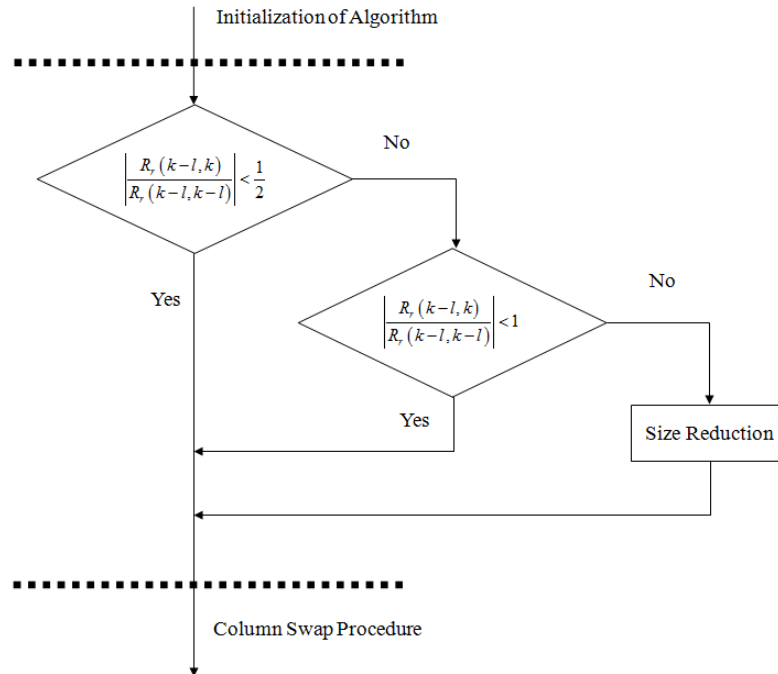 Initialization of Algorithm
No
|R_r(k−l,k) / R_r(k−l,k−l)| < 1/2
Yes
No
|R_r(k−l,k) / R_r(k−l,k−l)| < 1
Yes
Size Reduction
Column Swap Procedure